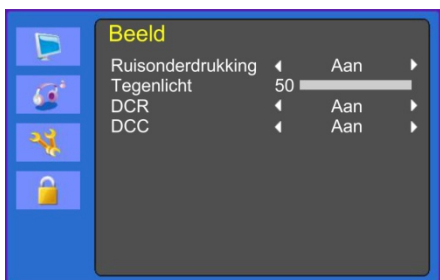 Beeld
Ruisonderdrukking Aan
Tegenlicht 50
DCR Aan
DCC Aan